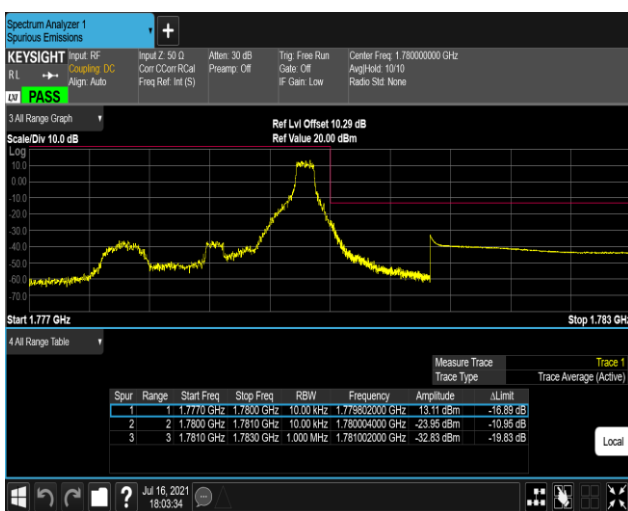 Spectrum Analyzer 1
Spurious Emissions
+
KEYSIGHT Input: RF Input Z: 50 Ω Atten: 30 dB Trig: Free Run Center Freq: 1.780000000 GHz
RL Coupling: DC Corr CCorr RCal Preamp: Off Gate: Off Avg|Hold: 10/10
Align: Auto Freq Ref: Int (S) IF Gain: Low Radio Std: None
LXI PASS
3 All Range Graph
Ref Lvl Offset 10.29 dB
Scale/Div 10.0 dB Ref Value 20.00 dBm
Log
10.0
0.00
-10.0
-20.0
-30.0
-40.0
-50.0
-60.0
-70.0
Start 1.777 GHz Stop 1.783 GHz
4 All Range Table
Measure Trace Trace 1
Trace Type Trace Average (Active)
Spur Range Start Freq Stop Freq RBW Frequency Amplitude ΔLimit
1 1 1.7770 GHz 1.7800 GHz 10.00 kHz 1.779802000 GHz 13.11 dBm -16.89 dB
2 2 1.7800 GHz 1.7810 GHz 10.00 kHz 1.780004000 GHz -23.95 dBm -10.95 dB
3 3 1.7810 GHz 1.7830 GHz 1.000 MHz 1.781002000 GHz -32.83 dBm -19.83 dB
Local
? Jul 16, 2021
18:03:34